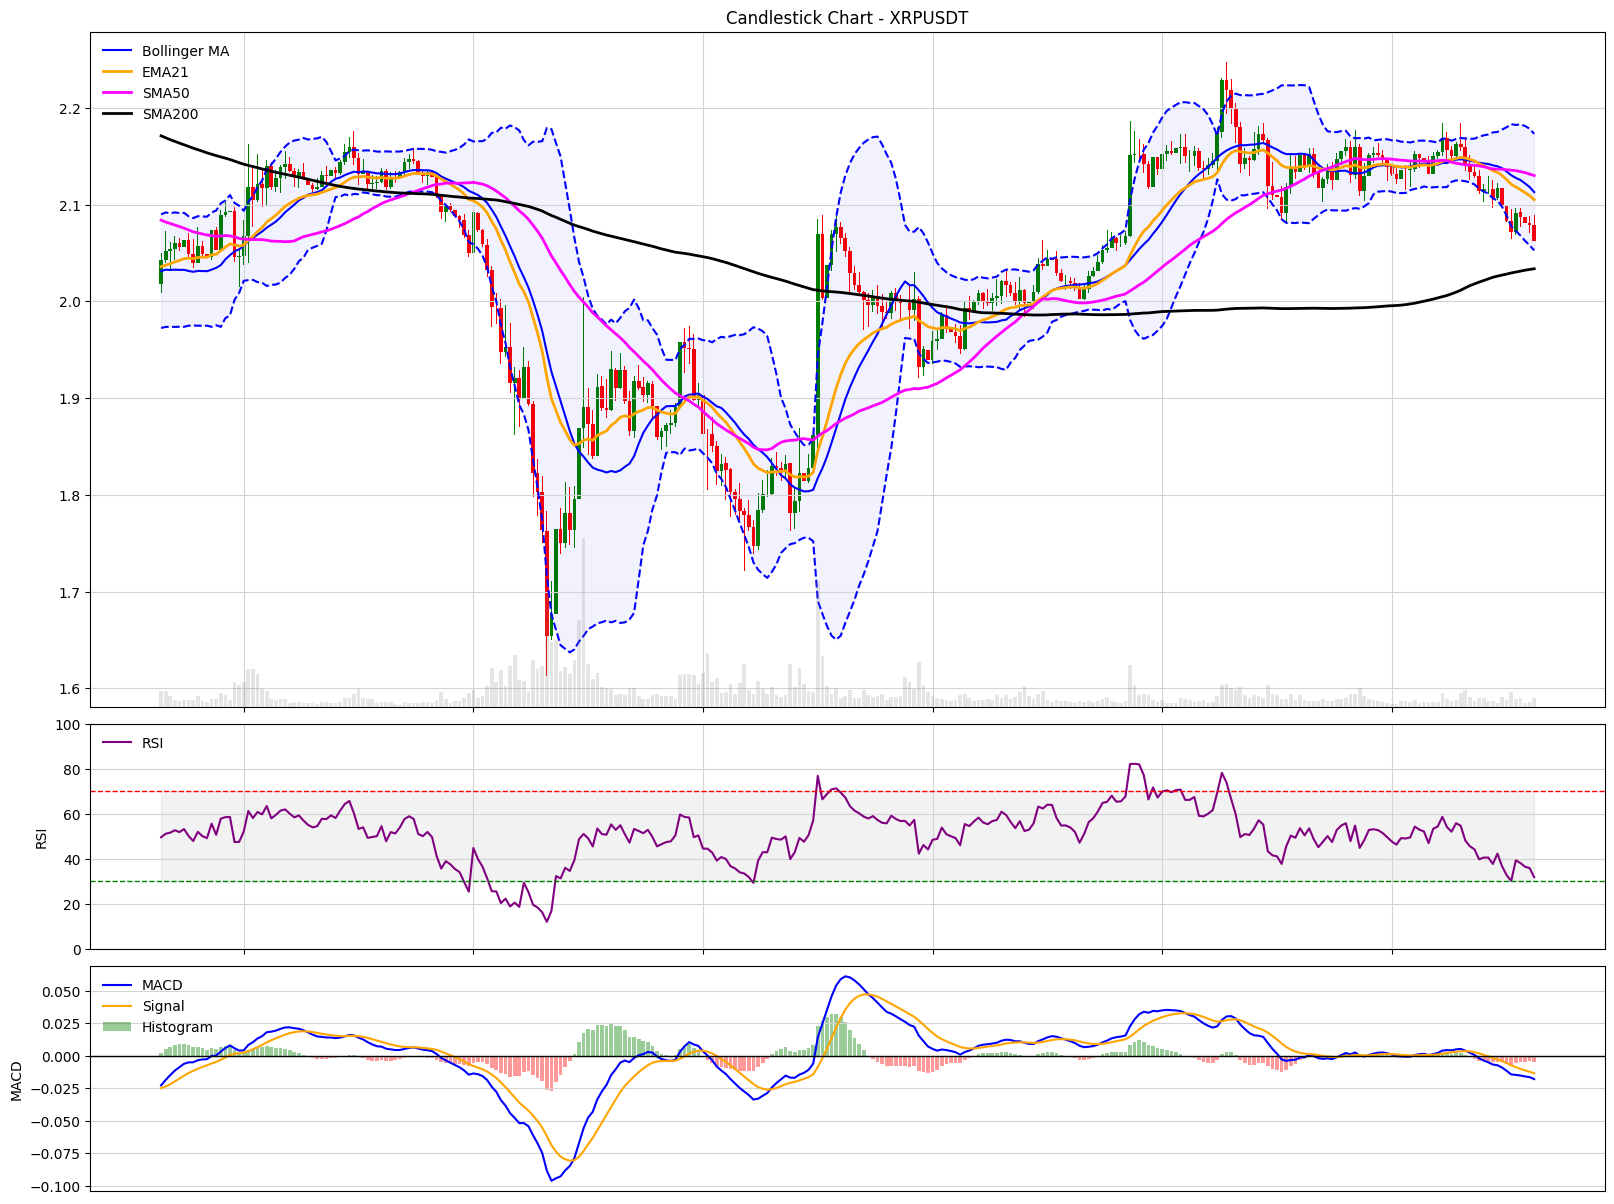 Candlestick Chart - XRPUSDT
Bollinger MA
EMA21
SMA50
SMA200
2.2
2.1
2.0
1.9
1.8
1.7
1.6
100
80
60
40
20
0
RSI
RSI
MACD
Signal
Histogram
0.050
0.025
0.000
−0.025
−0.050
−0.075
−0.100
MACD